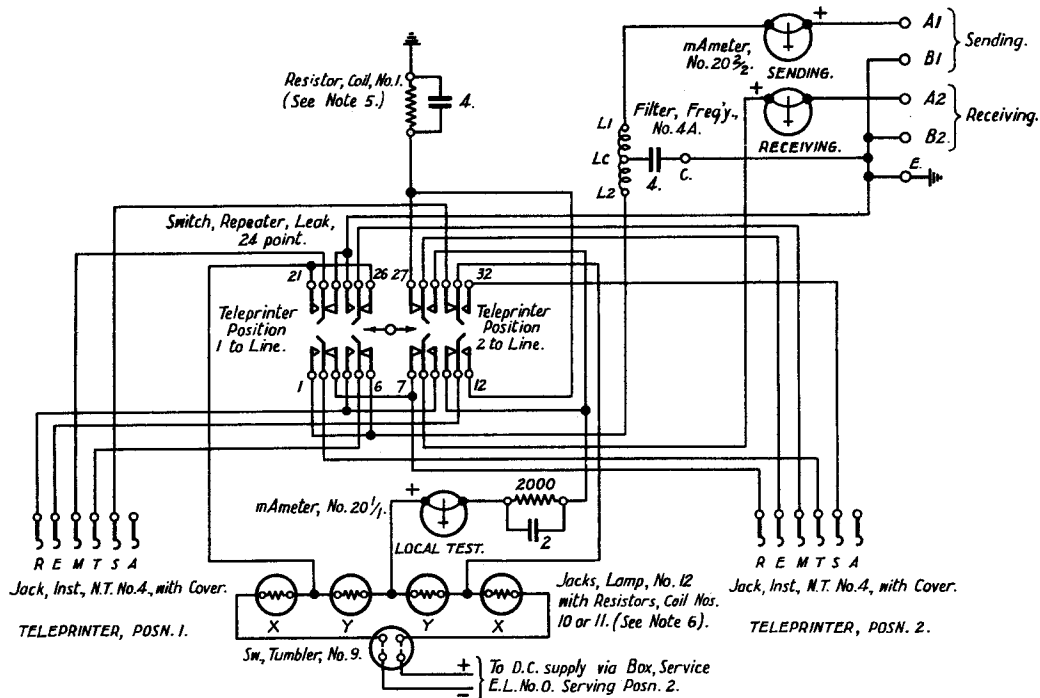 mAmeter,
No. 20 2/2
SENDING.
+
A1
B1
Sending.
Resistor, Coil, No. 1.
(See Note 5.)
4.
L1
Lc
L2
Filter, Freq'y.,
No. 4A.
4.
C.
+
RECEIVING.
A2
B2.
Receiving.
E.
Switch, Repeater, Leak,
24 point.
21
26
27
32
Teleprinter
Position
1 to Line.
Teleprinter
Position
2 to Line.
1
6
7
12
mAmeter, No. 20 1/1.
+
LOCAL TEST.
2000
2
R E M T S A
Jack, Inst., N.T. No. 4., with Cover.
TELEPRINTER, POSN. 1.
R E M T S A
Jack, Inst., N.T. No. 4., with Cover.
TELEPRINTER, POSN. 2.
X
Y
Y
X
Jacks, Lamp, No. 12
with Resistors, Coil Nos.
10 or 11. (See Note 6).
Sw., Tumbler, No. 9.
+
−
To D.C. supply via Box, Service
E.L. No. 0. Serving Posn. 2.